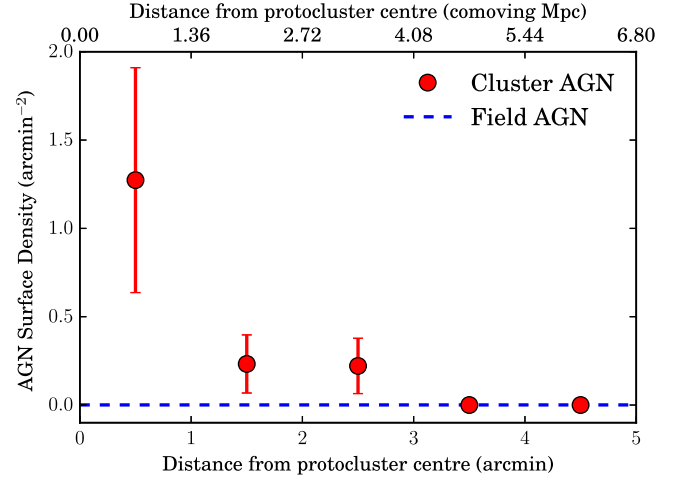 Distance from protocluster centre (comoving Mpc)
0.00 1.36 2.72 4.08 5.44 6.80
2.0
1.5
1.0
0.5
0.0
AGN Surface Density (arcmin⁻²)
Cluster AGN
Field AGN
0 1 2 3 4 5
Distance from protocluster centre (arcmin)